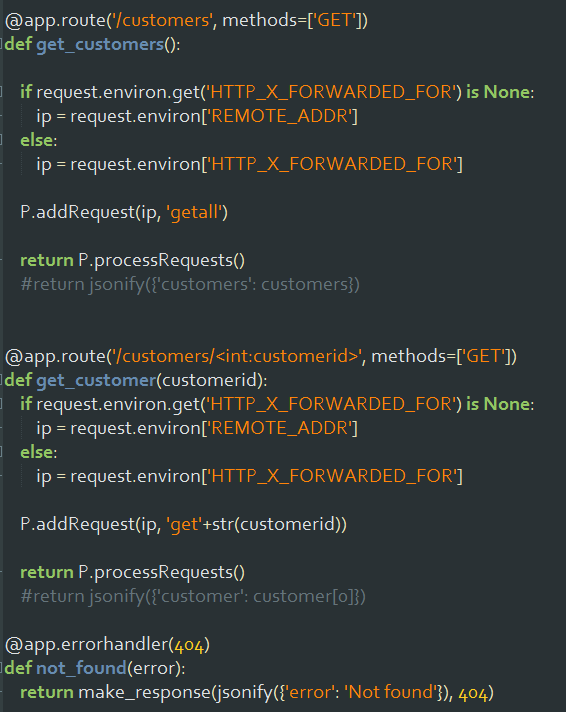 @app.route('/customers', methods=['GET'])
def get_customers():
if request.environ.get('HTTP_X_FORWARDED_FOR') is None:
ip = request.environ['REMOTE_ADDR']
else:
ip = request.environ['HTTP_X_FORWARDED_FOR']
P.addRequest(ip, 'getall')
return P.processRequests()
#return jsonify({'customers': customers})
@app.route('/customers/<int:customerid>', methods=['GET'])
def get_customer(customerid):
if request.environ.get('HTTP_X_FORWARDED_FOR') is None:
ip = request.environ['REMOTE_ADDR']
else:
ip = request.environ['HTTP_X_FORWARDED_FOR']
P.addRequest(ip, 'get'+str(customerid))
return P.processRequests()
#return jsonify({'customer': customer[0]})
@app.errorhandler(404)
def not_found(error):
return make_response(jsonify({'error': 'Not found'}), 404)